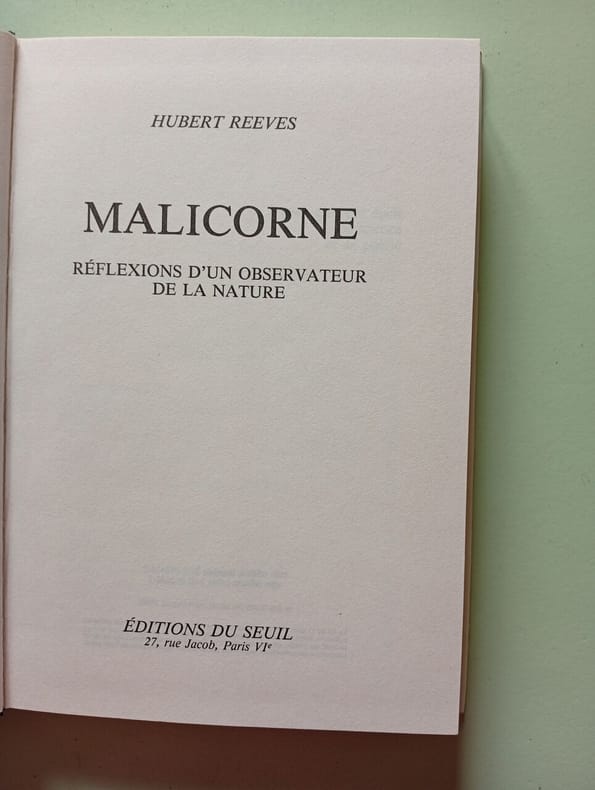 HUBERT REEVES
MALICORNE
RÉFLEXIONS D'UN OBSERVATEUR
DE LA NATURE
ÉDITIONS DU SEUIL
27, rue Jacob, Paris VIe